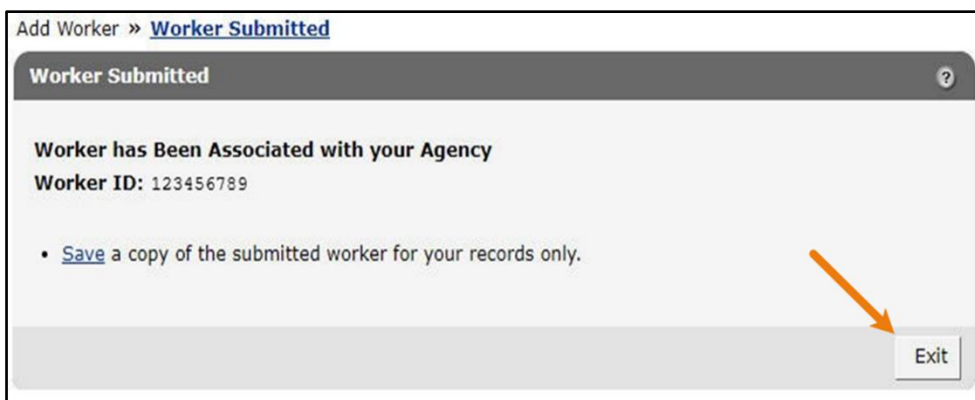 Add Worker » Worker Submitted
Worker Submitted ?
Worker has Been Associated with your Agency
Worker ID: 123456789
• Save a copy of the submitted worker for your records only.
Exit